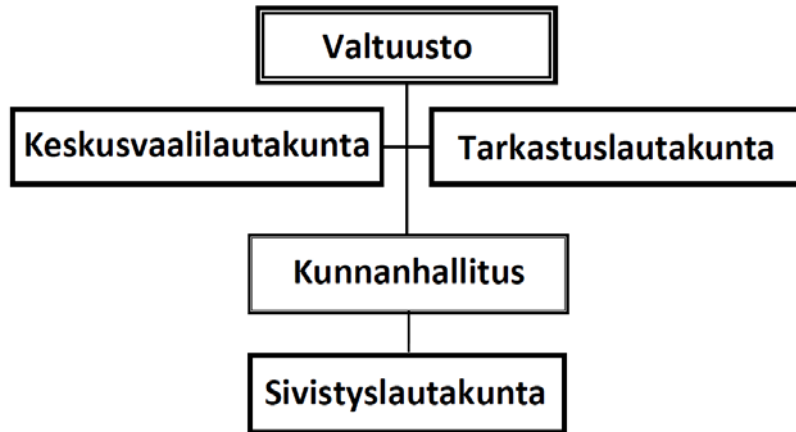 Valtuusto
Keskusvaalilautakunta
Tarkastuslautakunta
Kunnanhallitus
Sivistyslautakunta